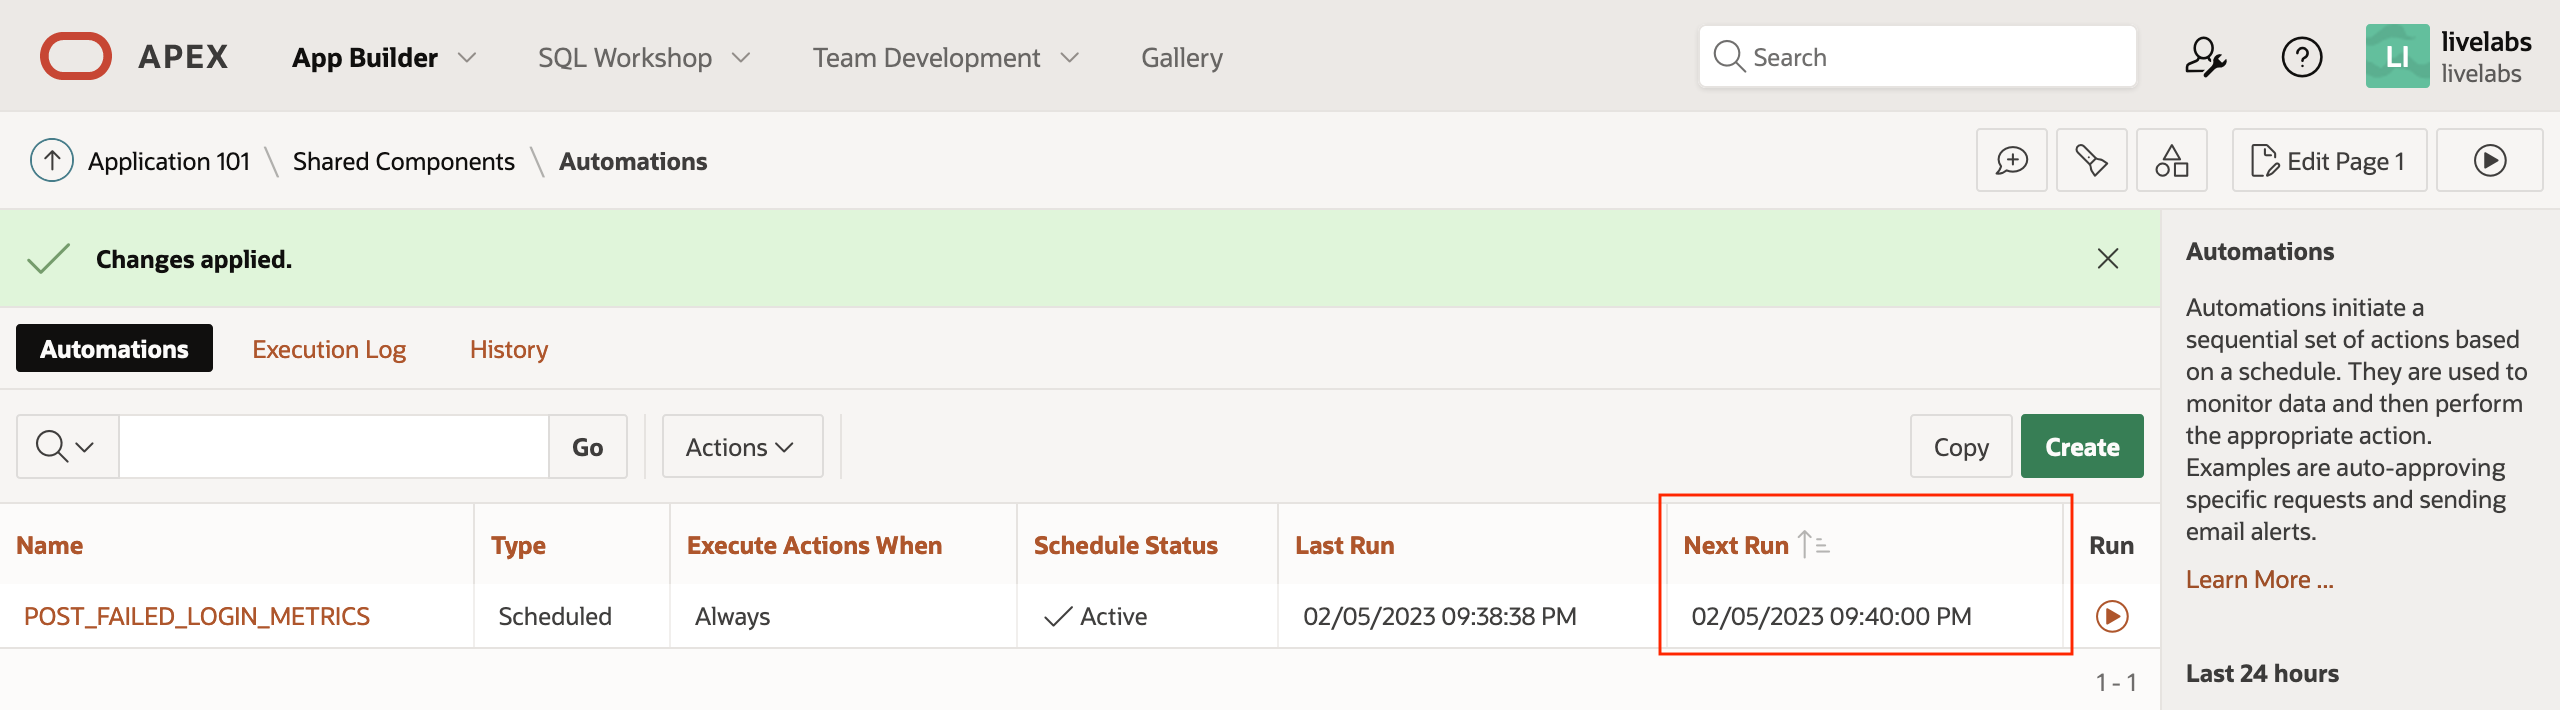 APEX App Builder SQL Workshop Team Development Gallery Search ? LI livelabs
livelabs
Application 101 \ Shared Components \ Automations Edit Page 1
Changes applied.
Automations Execution Log History
Go Actions Copy Create
Name Type Execute Actions When Schedule Status Last Run Next Run Run
POST_FAILED_LOGIN_METRICS Scheduled Always Active 02/05/2023 09:38:38 PM 02/05/2023 09:40:00 PM
1 - 1
Automations
Automations initiate a
sequential set of actions based
on a schedule. They are used to
monitor data and then perform
the appropriate action.
Examples are auto-approving
specific requests and sending
email alerts.
Learn More ...
Last 24 hours